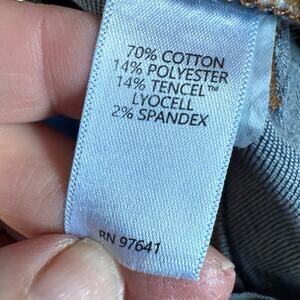 70% COTTON
14% POLYESTER
14% TENCEL™
LYOCELL
2% SPANDEX
RN 97641